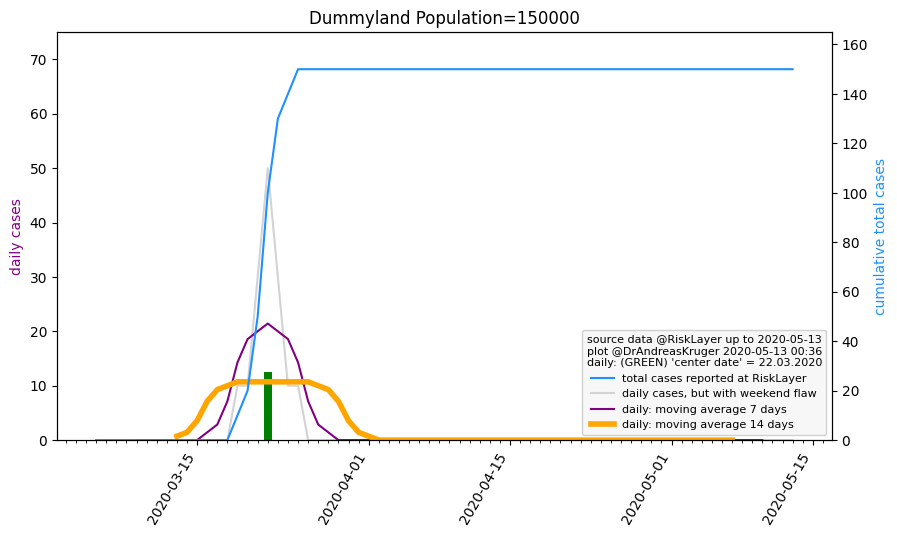 Dummyland Population=150000
daily cases
70
60
50
40
30
20
10
0
160
140
120
100
80
60
40
20
0
cumulative total cases
source data @RiskLayer up to 2020-05-13
plot @DrAndreasKruger 2020-05-13 00:36
daily: (GREEN) 'center date' = 22.03.2020
total cases reported at RiskLayer
daily cases, but with weekend flaw
daily: moving average 7 days
daily: moving average 14 days
2020-03-15
2020-04-01
2020-04-15
2020-05-01
2020-05-15